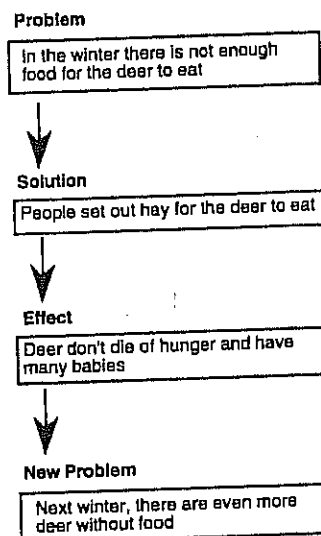 Problem
In the winter there is not enough
food for the deer to eat
Solution
People set out hay for the deer to eat
Effect
Deer don't die of hunger and have
many babies
New Problem
Next winter, there are even more
deer without food